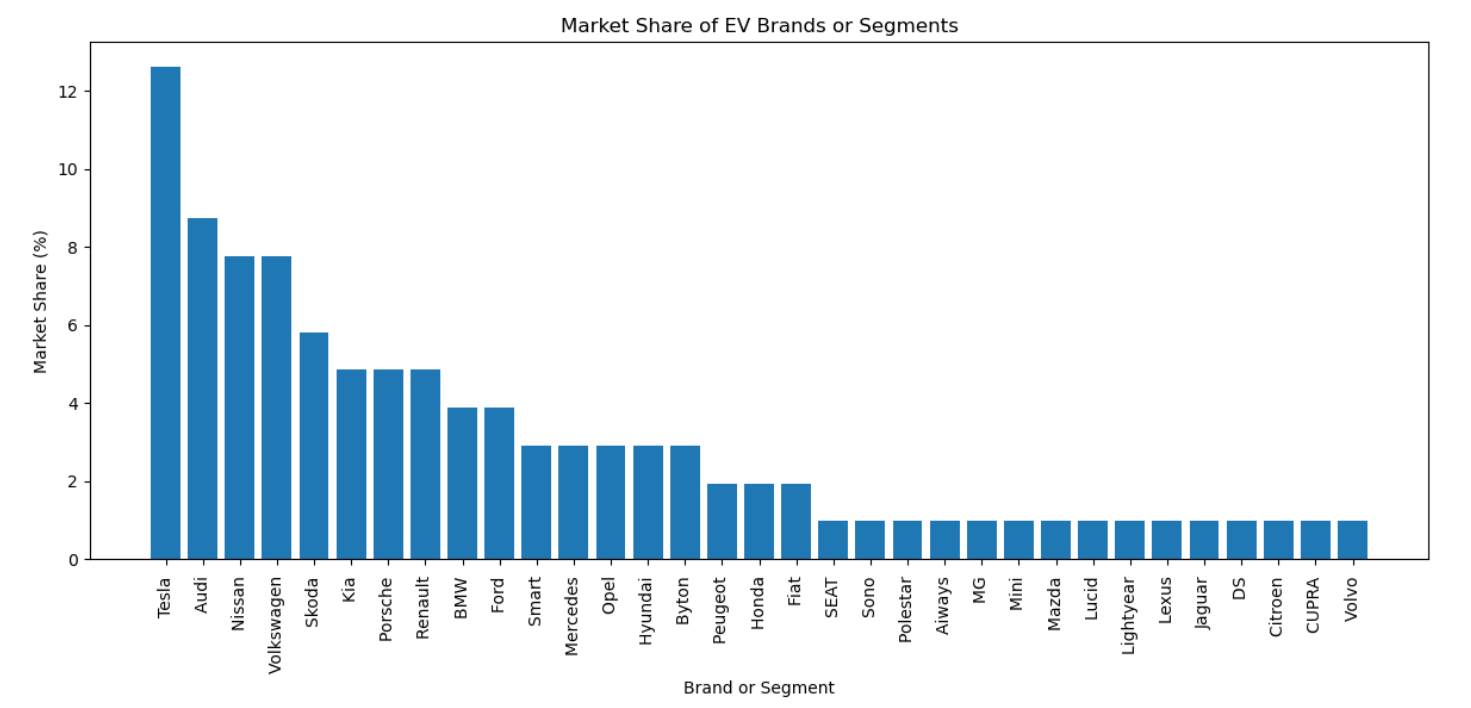 Market Share of EV Brands or Segments
Market Share (%)
12
10
8
6
4
2
0
Tesla
Audi
Nissan
Volkswagen
Skoda
Kia
Porsche
Renault
BMW
Ford
Smart
Mercedes
Opel
Hyundai
Byton
Peugeot
Honda
Fiat
SEAT
Sono
Polestar
Aiways
MG
Mini
Mazda
Lucid
Lightyear
Lexus
Jaguar
DS
Citroen
CUPRA
Volvo
Brand or Segment